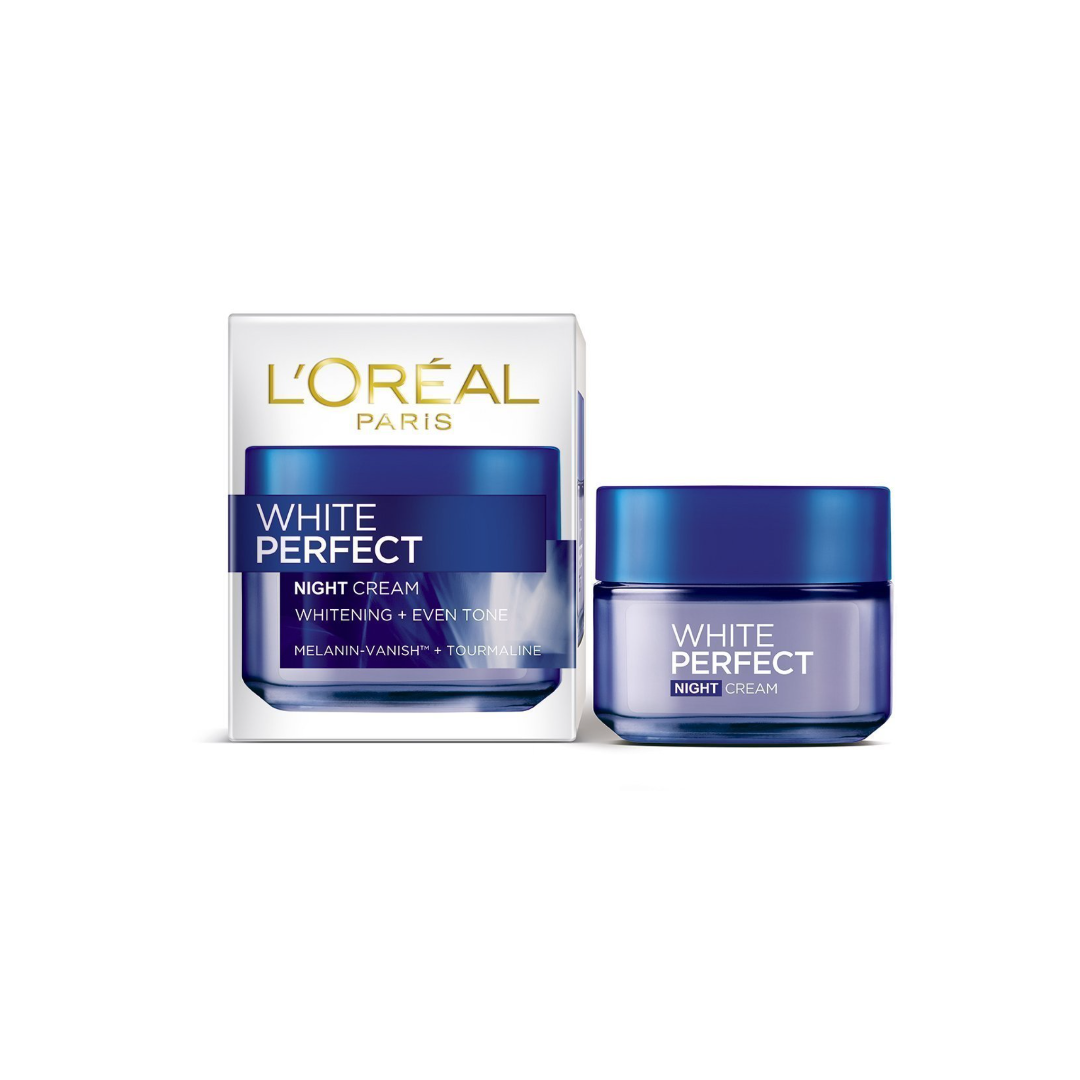 L'ORÉAL
PARiS
WHITE
PERFECT
NIGHT CREAM
WHITENING + EVEN TONE
MELANIN-VANISH™ + TOURMALINE
WHITE
PERFECT
NIGHT CREAM